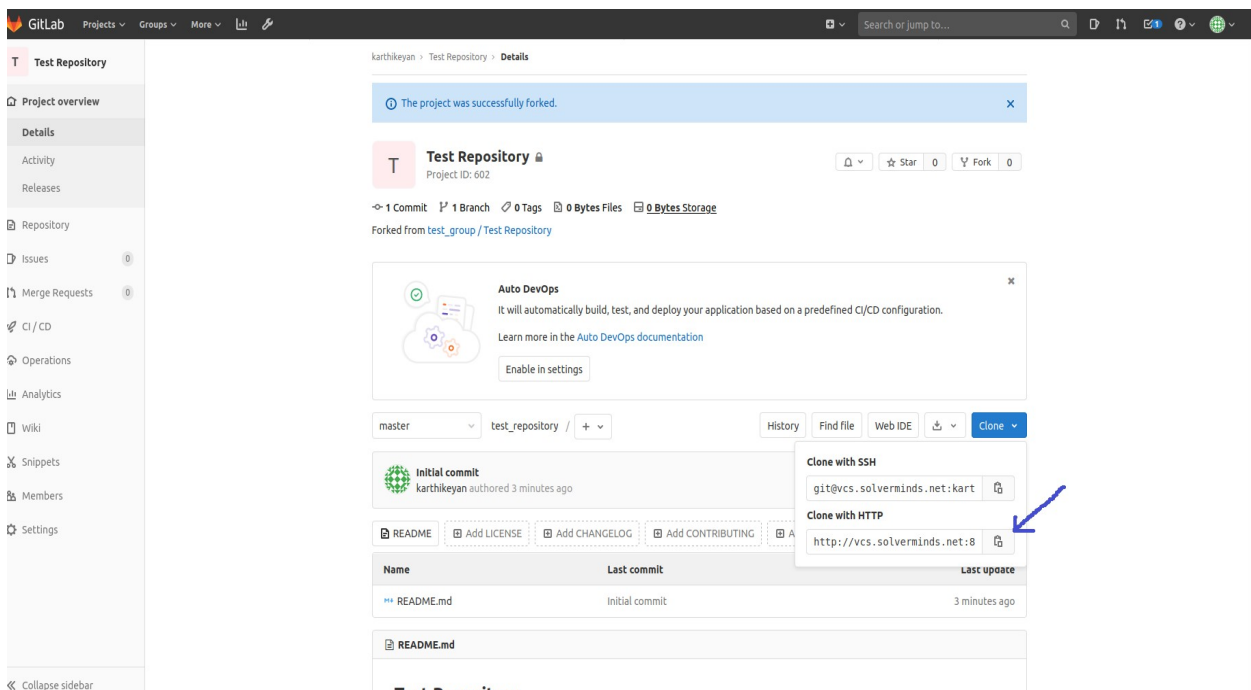 GitLab Projects Groups More Search or jump to... 1
T Test Repository
Project overview
Details
Activity
Releases
Repository
Issues 0
Merge Requests 0
CI / CD
Operations
Analytics
Wiki
Snippets
Members
Settings
Collapse sidebar
karthikeyan > Test Repository > Details
The project was successfully forked.
T
Test Repository
Project ID: 602
Star 0 Fork 0
1 Commit 1 Branch 0 Tags 0 Bytes Files 0 Bytes Storage
Forked from test_group / Test Repository
Auto DevOps
It will automatically build, test, and deploy your application based on a predefined CI/CD configuration.
Learn more in the Auto DevOps documentation
Enable in settings
master test_repository / + History Find file Web IDE Clone
Clone with SSH
git@vcs.solverminds.net:kart
Clone with HTTP
http://vcs.solverminds.net:8
Initial commit
karthikeyan authored 3 minutes ago
README Add LICENSE Add CHANGELOG Add CONTRIBUTING A
Name Last commit Last update
README.md Initial commit 3 minutes ago
README.md
Test Repository